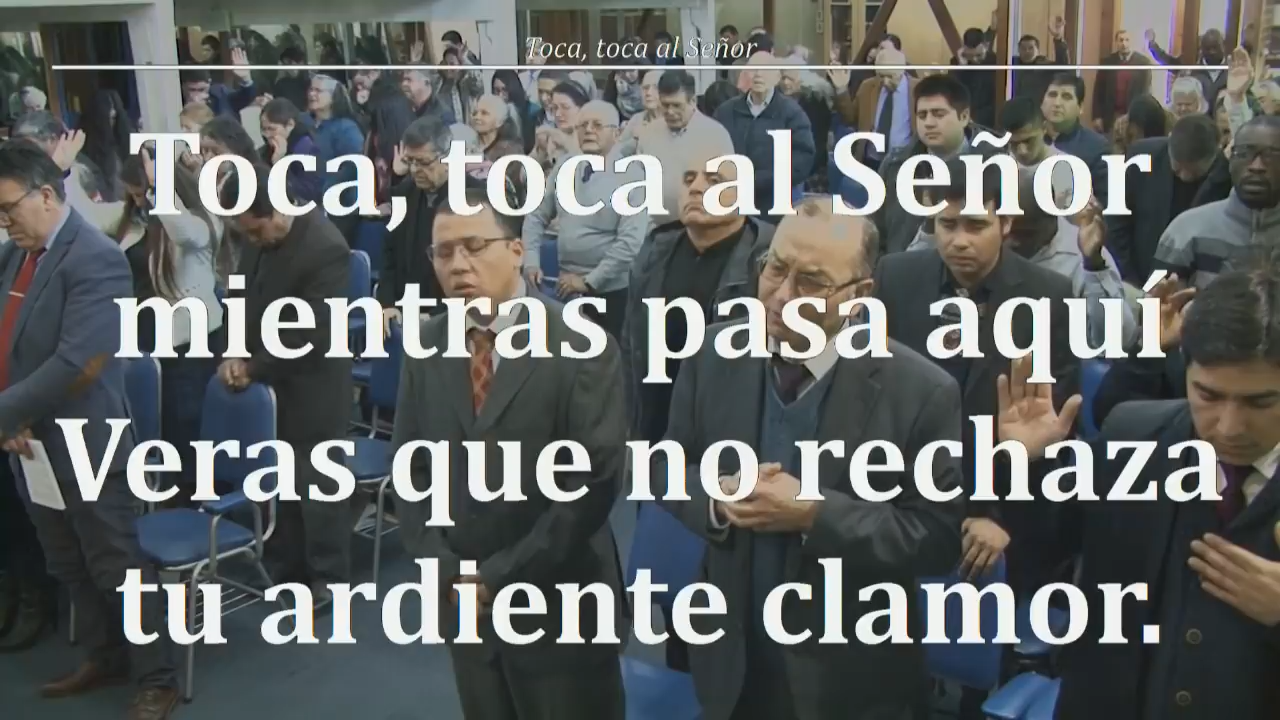 Toca, toca al Señor
Toca, toca al Señor
mientras pasa aquí
Veras que no rechaza
tu ardiente clamor.